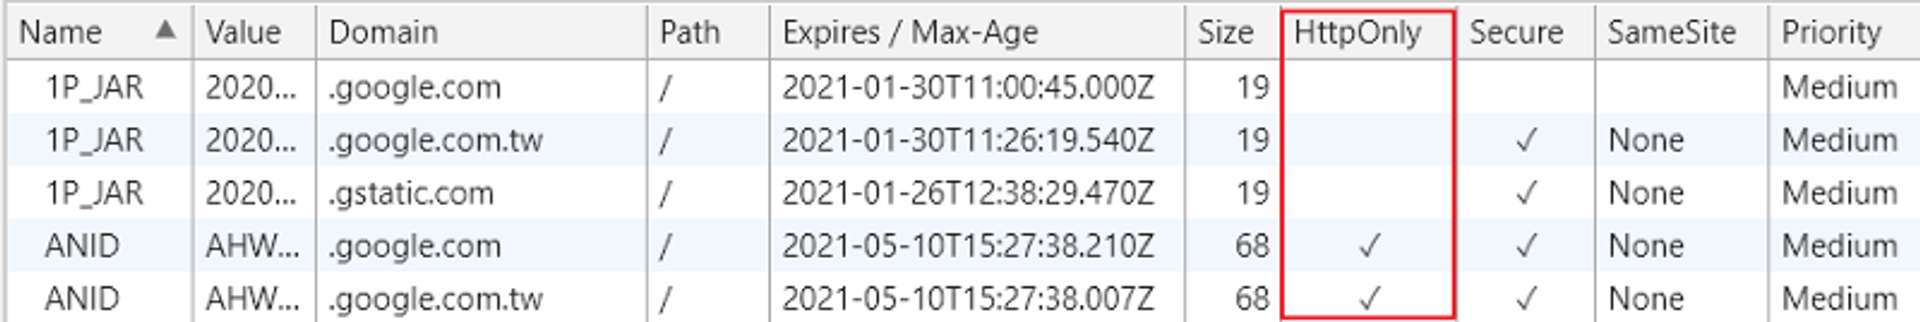 Name ▲ Value Domain Path Expires / Max-Age Size HttpOnly Secure SameSite Priority
1P_JAR 2020... .google.com / 2021-01-30T11:00:45.000Z 19 Medium
1P_JAR 2020... .google.com.tw / 2021-01-30T11:26:19.540Z 19 ✓ None Medium
1P_JAR 2020... .gstatic.com / 2021-01-26T12:38:29.470Z 19 ✓ None Medium
ANID AHW... .google.com / 2021-05-10T15:27:38.210Z 68 ✓ ✓ None Medium
ANID AHW... .google.com.tw / 2021-05-10T15:27:38.007Z 68 ✓ ✓ None Medium